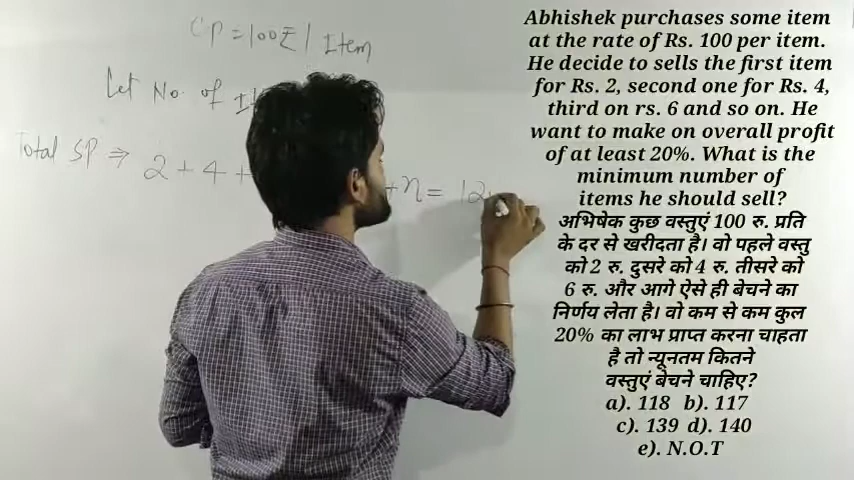 CP = 100₹ / Item
Let No. of
Total SP ⇒ 2 + 4 + +n = 12
Abhishek purchases some item
at the rate of Rs. 100 per item.
He decide to sells the first item
for Rs. 2, second one for Rs. 4,
third on rs. 6 and so on. He
want to make on overall profit
of at least 20%. What is the
minimum number of
items he should sell?
अभिषेक कुछ वस्तुएं 100 रु. प्रति
के दर से खरीदता है। वो पहले वस्तु
को 2 रु. दुसरे को 4 रु. तीसरे को
6 रु. और आगे ऐसे ही बेचने का
निर्णय लेता है। वो कम से कम कुल
20% का लाभ प्राप्त करना चाहता
है तो न्यूनतम कितने
वस्तुएं बेचने चाहिए?
a). 118 b). 117
c). 139 d). 140
e). N.O.T